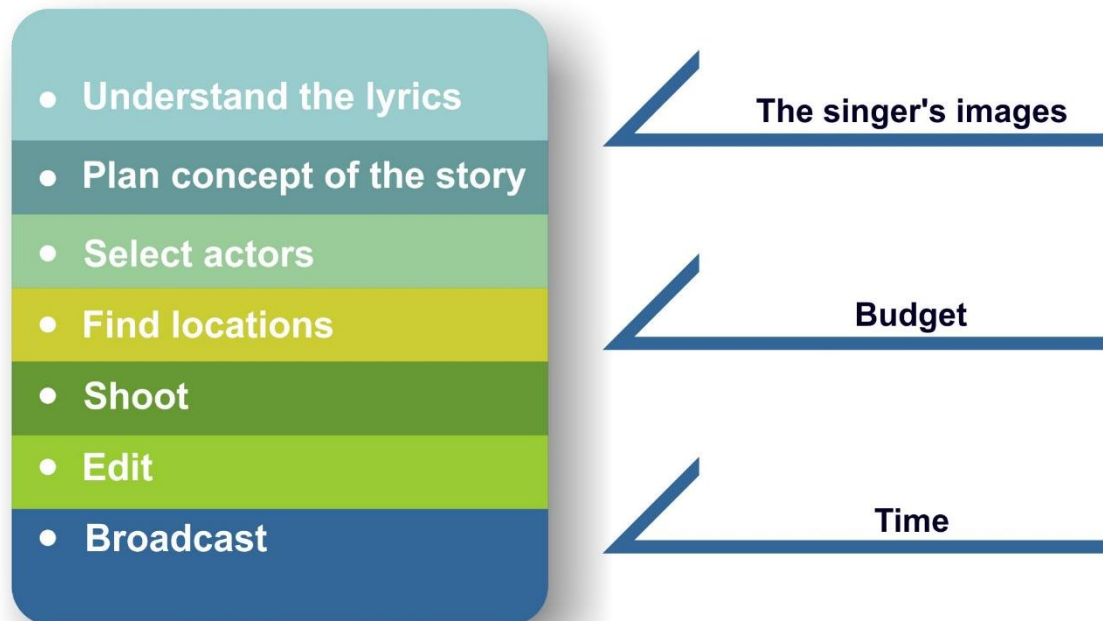 Understand the lyrics
Plan concept of the story
Select actors
Find locations
Shoot
Edit
Broadcast
The singer's images
Budget
Time